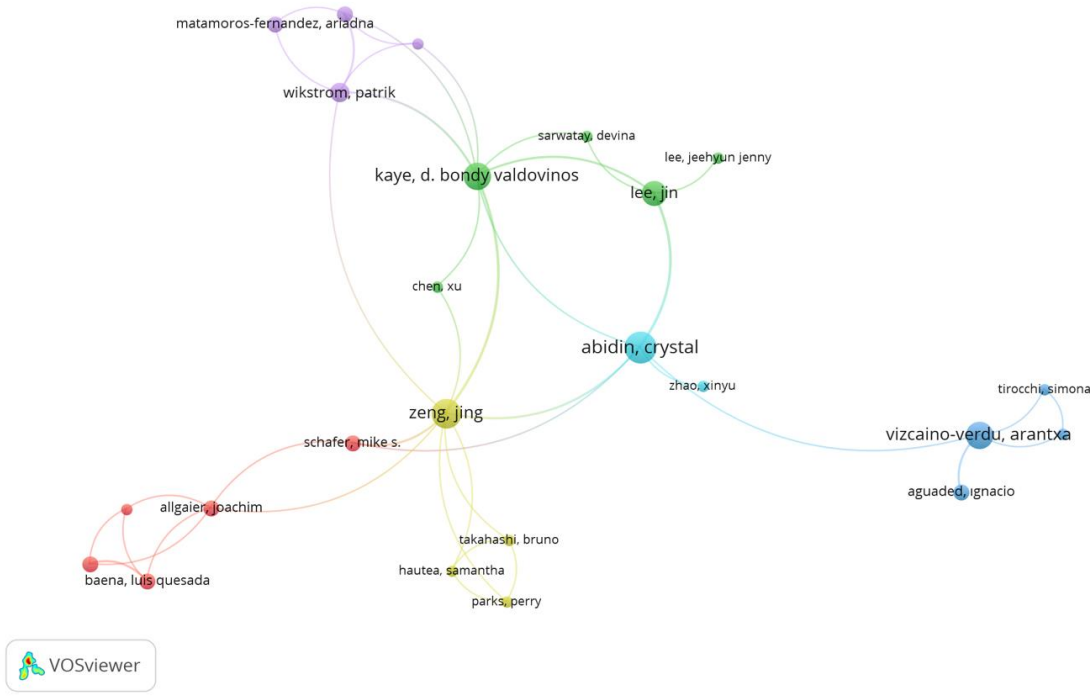 matamoros-fernandez, ariadna
wikstrom, patrik
sarwatay, devina
lee, jeehyun jenny
kaye, d. bondy valdovinos
lee, jin
chen, xu
abidin, crystal
zhao, xinyu
tirocchi, simona
zeng, jing
vizcaino-verdu, arantxa
schafer, mike s.
aguaded, ignacio
allgaier, joachim
takahashi, bruno
hautea, samantha
baena, luis quesada
parks, perry
VOSviewer